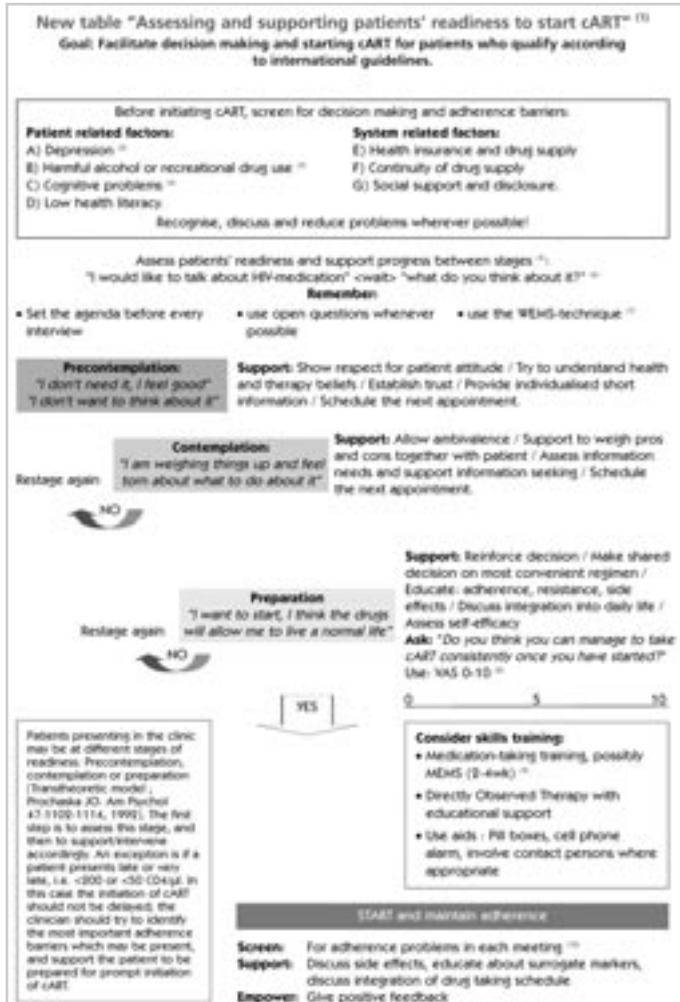 New table "Assessing and supporting patients' readiness to start cART" (1)
Goal: Facilitate decision making and starting cART for patients who qualify according
to international guidelines.
Before initiating cART, screen for decision making and adherence barriers:
Patient related factors:
A) Depression
B) Harmful alcohol or recreational drug use
C) Cognitive problems
D) Low health literacy.
System related factors:
E) Health insurance and drug supply
F) Continuity of drug supply
G) Social support and disclosure.
Recognise, discuss and reduce problems wherever possible!
Assess patients' readiness and support progress between stages :
"I would like to talk about HIV-medication" <wait> "what do you think about it?"
Remember:
• Set the agenda before every
interview
• use open questions whenever
possible
• use the WEMS-technique
Precontemplation:
"I don't need it, I feel good"
"I don't want to think about it"
Support: Show respect for patient attitude / Try to understand health
and therapy beliefs / Establish trust / Provide individualised short
information / Schedule the next appointment.
Contemplation:
"I am weighing things up and feel
torn about what to do about it"
Support: Allow ambivalence / Support to weigh pros
and cons together with patient / Assess information
needs and support information seeking / Schedule
the next appointment.
Restage again
NO
Preparation
"I want to start, I think the drugs
will allow me to live a normal life"
Support: Reinforce decision / Make shared
decision on most convenient regimen /
Educate: adherence, resistance, side
effects / Discuss integration into daily life /
Assess self-efficacy
Ask: "Do you think you can manage to take
cART consistently once you have started?"
Use: VAS 0-10
Restage again
NO
0 5 10
YES
Patients presenting in the clinic
may be at different stages of
readiness: Precontemplation,
contemplation or preparation
[Transtheoretic model ;
Prochaska JO. Am Psychol
47:1102-1114, 1992]. The first
step is to assess this stage, and
then to support/intervene
accordingly. An exception is if a
patient presents late or very
late, i.e. <200 or <50 CD4/µl. In
this case the initiation of cART
should not be delayed; the
clinician should try to identify
the most important adherence
barriers which may be present,
and support the patient to be
prepared for prompt initiation
of cART.
Consider skills training:
• Medication-taking training, possibly
MEMS (2-4wk)
• Directly Observed Therapy with
educational support
• Use aids : Pill boxes, cell phone
alarm, involve contact persons where
appropriate
START and maintain adherence
Screen: For adherence problems in each meeting
Support: Discuss side effects, educate about surrogate markers,
discuss integration of drug taking schedule
Empower: Give positive feedback